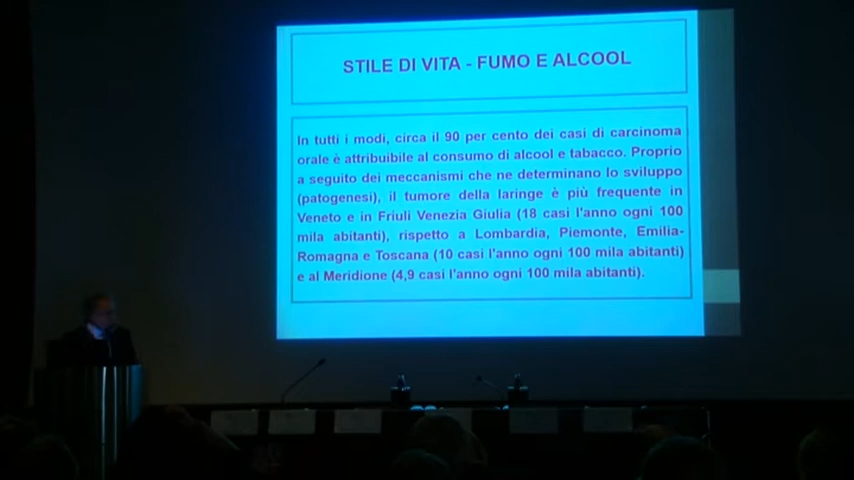 STILE DI VITA - FUMO E ALCOOL
In tutti i modi, circa il 90 per cento dei casi di carcinoma
orale è attribuibile al consumo di alcool e tabacco. Proprio
a seguito dei meccanismi che ne determinano lo sviluppo
(patogenesi), il tumore della laringe è più frequente in
Veneto e in Friuli Venezia Giulia (18 casi l'anno ogni 100
mila abitanti), rispetto a Lombardia, Piemonte, Emilia-
Romagna e Toscana (10 casi l'anno ogni 100 mila abitanti)
e al Meridione (4,9 casi l'anno ogni 100 mila abitanti).